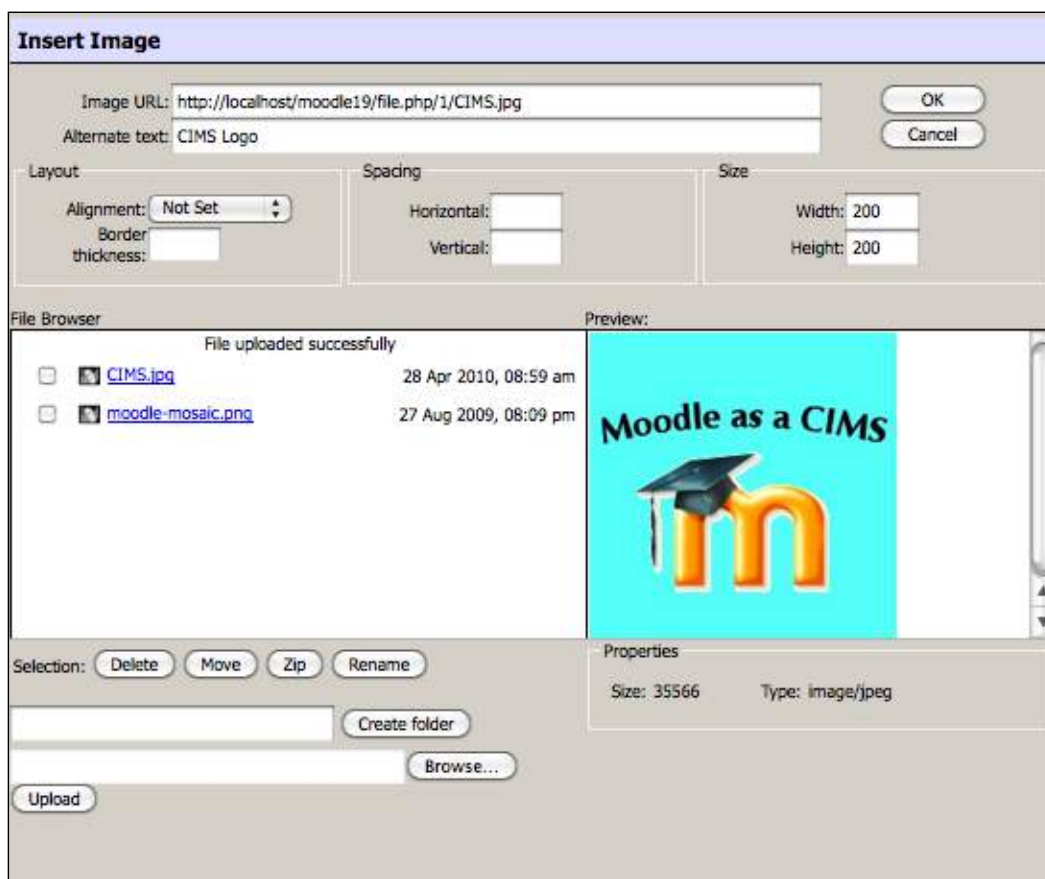 Insert Image
Image URL: http://localhost/moodle19/file.php/1/CIMS.jpg
OK
Alternate text: CIMS Logo
Cancel
Layout
Spacing
Size
Alignment: Not Set
Horizontal:
Width: 200
Border
thickness:
Vertical:
Height: 200
File Browser
Preview:
File uploaded successfully
CIMS.jpg 28 Apr 2010, 08:59 am
moodle-mosaic.png 27 Aug 2009, 08:09 pm
Moodle as a CIMs
m
Selection: Delete Move Zip Rename
Properties
Size: 35566 Type: image/jpeg
Create folder
Browse...
Upload